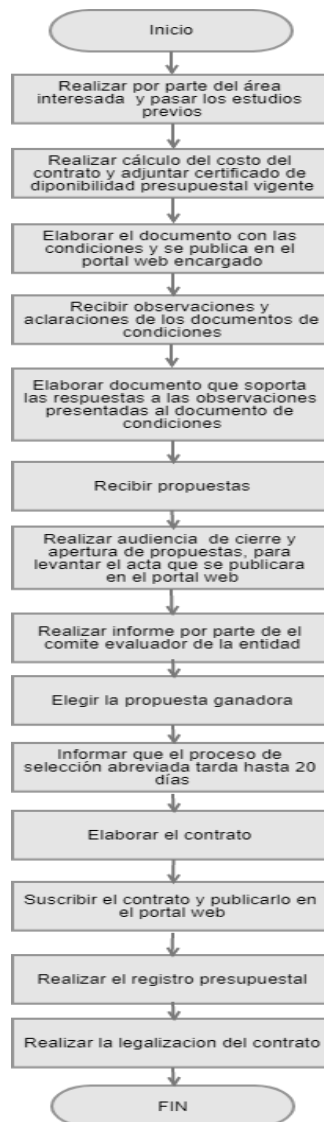 Inicio
Realizar por parte del área
interesada y pasar los estudios
previos
Realizar cálculo del costo del
contrato y adjuntar certificado de
diponibilidad presupuestal vigente
Elaborar el documento con las
condiciones y se publica en el
portal web encargado
Recibir observaciones y
aclaraciones de los documentos de
condiciones
Elaborar documento que soporta
las respuestas a las observaciones
presentadas al documento de
condiciones
Recibir propuestas
Realizar audiencia de cierre y
apertura de propuestas, para
levantar el acta que se publicara
en el portal web
Realizar informe por parte de el
comite evaluador de la entidad
Elegir la propuesta ganadora
Informar que el proceso de
selección abreviada tarda hasta 20
días
Elaborar el contrato
Suscribir el contrato y publicarlo en
el portal web
Realizar el registro presupuestal
Realizar la legalizacion del contrato
FIN